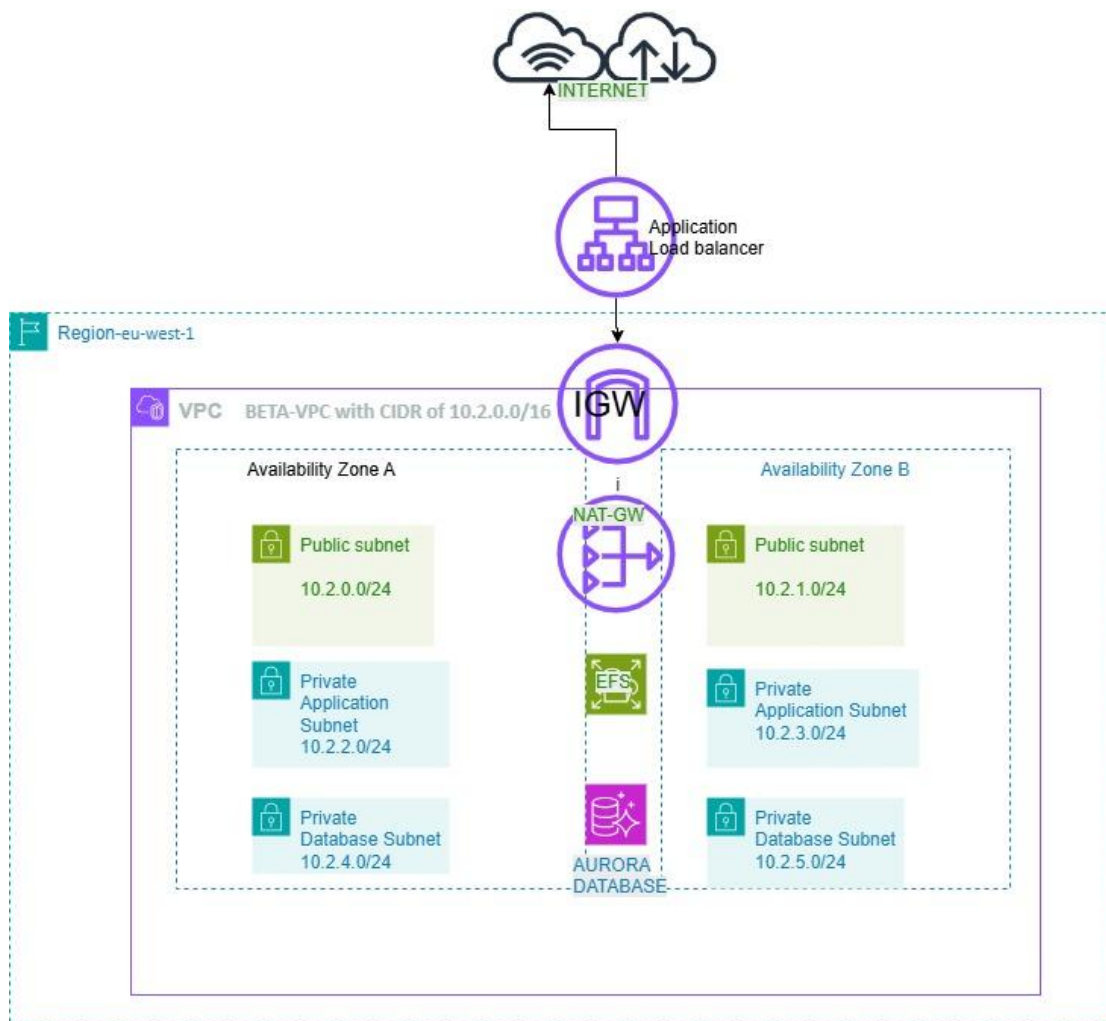 INTERNET
Application
Load balancer
Region-eu-west-1
IGW
VPC BETA-VPC with CIDR of 10.2.0.0/16
Availability Zone A
Availability Zone B
i
NAT-GW
Public subnet
10.2.0.0/24
Public subnet
10.2.1.0/24
Private
Application
Subnet
10.2.2.0/24
EFS
Private
Application Subnet
10.2.3.0/24
Private
Database Subnet
10.2.4.0/24
AURORA
DATABASE
Private
Database Subnet
10.2.5.0/24